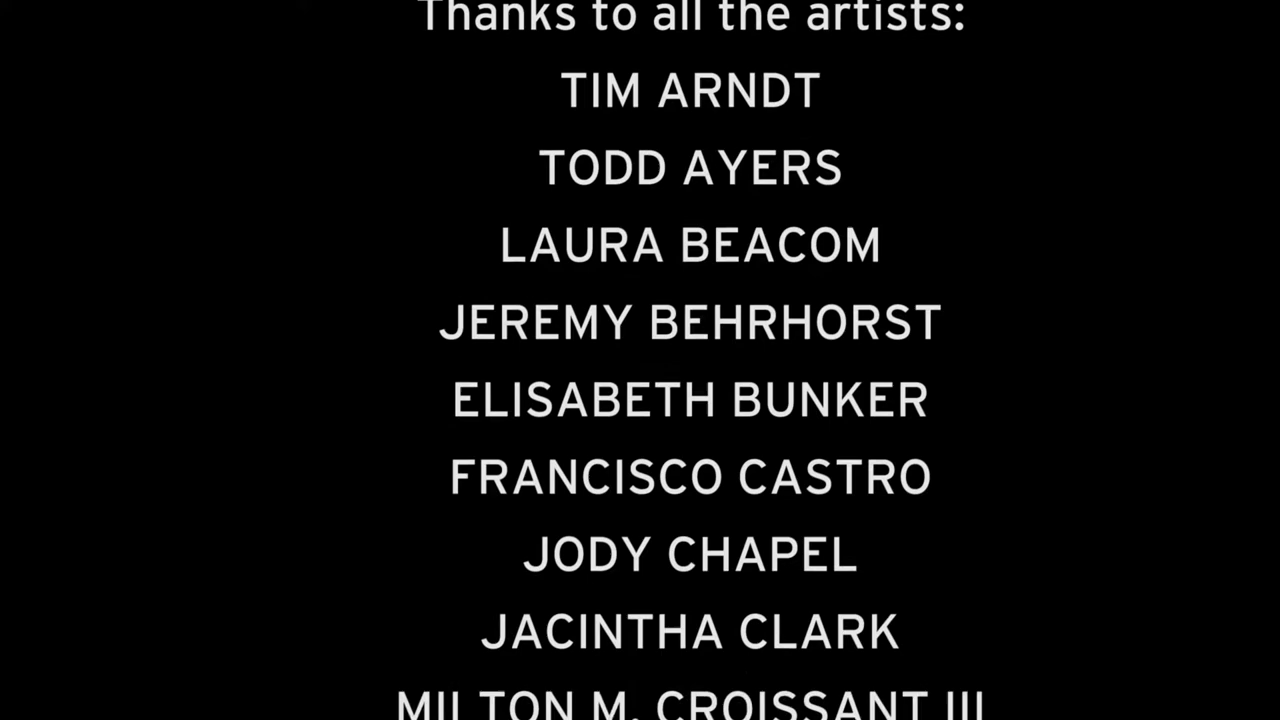 Thanks to all the artists:
TIM ARNDT
TODD AYERS
LAURA BEACOM
JEREMY BEHRHORST
ELISABETH BUNKER
FRANCISCO CASTRO
JODY CHAPEL
JACINTHA CLARK
MILTON M. CROISSANT III